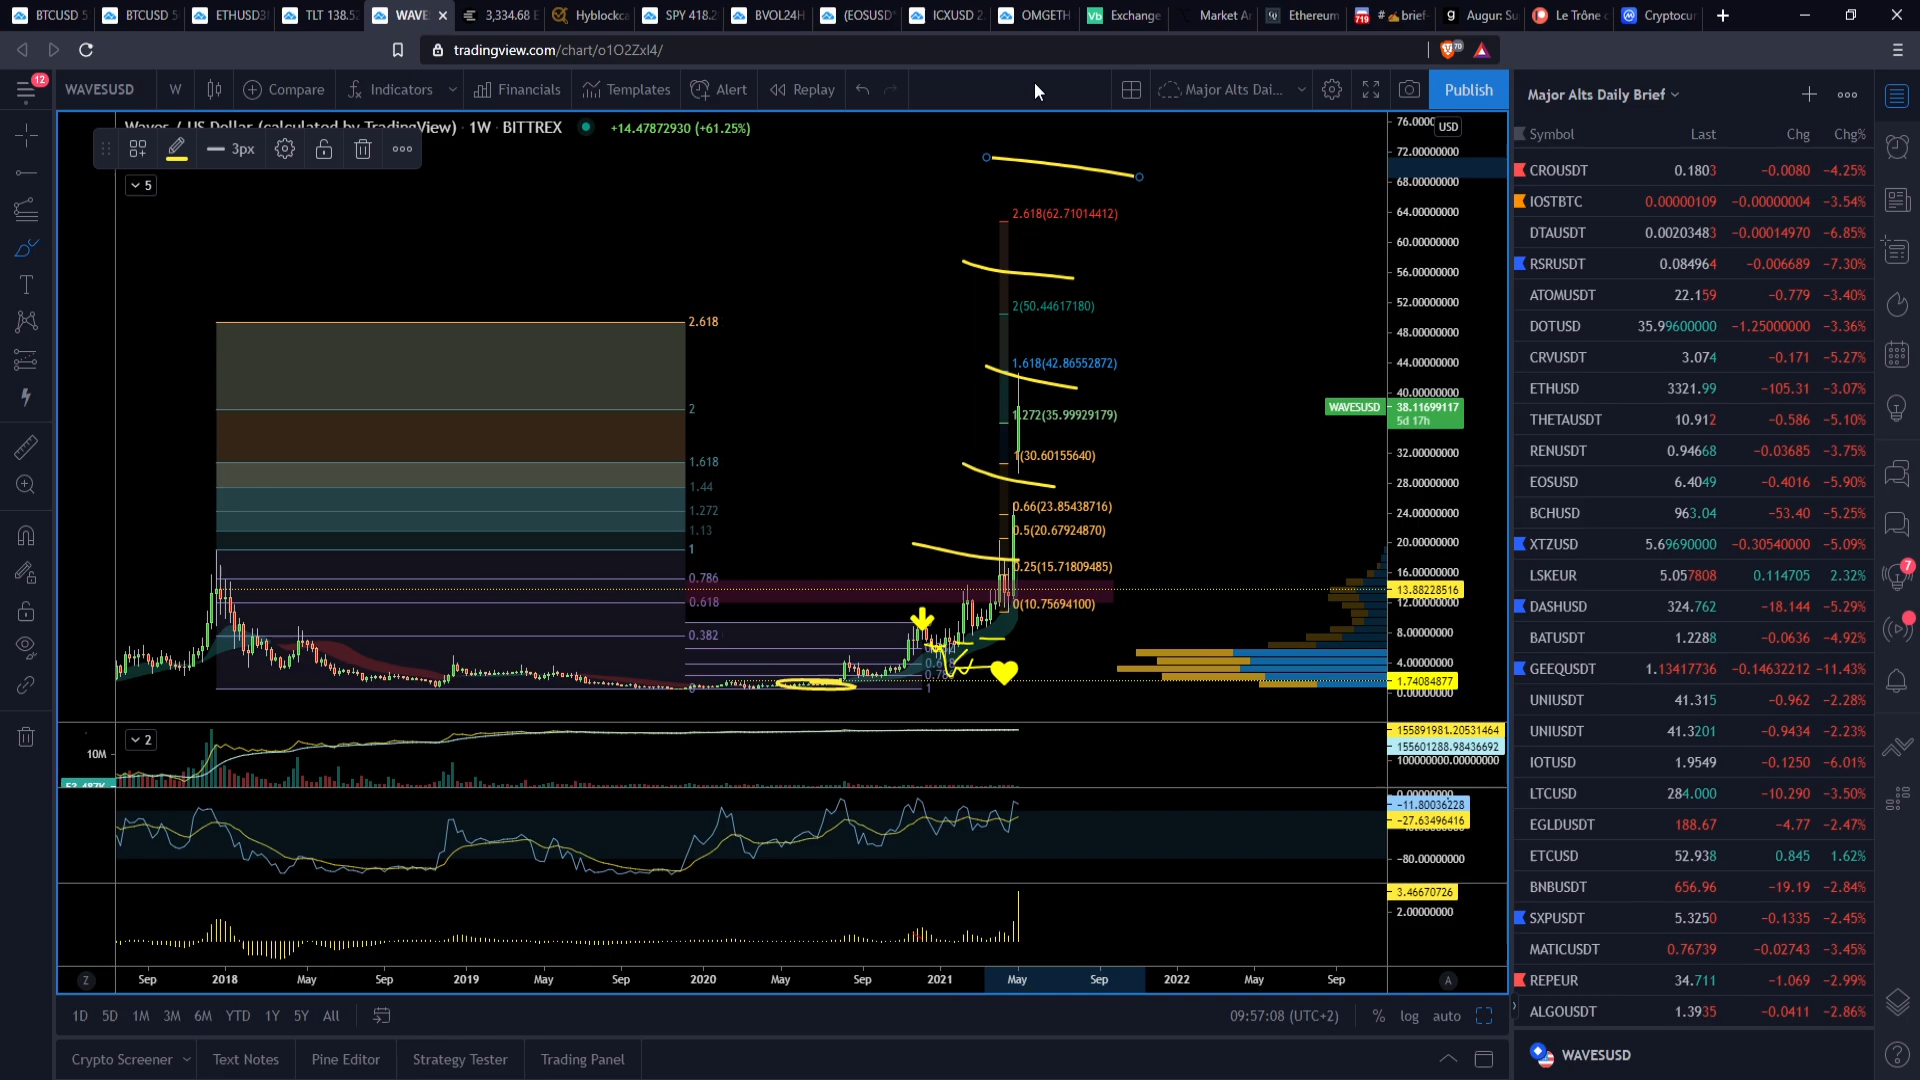 BTCUSD 5
BTCUSD 5
ETHUSD3
TLT 138.52
WAVE
3,334.68 E
Hyblockca
SPY 418.2
BVOL24H
(EOSUSD
ICXUSD 2.
OMGETH
Exchange
Market A
Ethereum
719
brief
Augur: Su
Le Trône
Cryptocur
tradingview.com/chart/o1O2Zxl4/
70
12
WAVESUSD
W
Compare
Indicators
Financials
Templates
Alert
Replay
Major Alts Dai...
Publish
Waves / US Dollar (calculated by TradingView) · 1W · BITTREX
+14.47872930 (+61.25%)
3px
5
2.618
2
1.618
1.44
1.272
1.13
1
0.786
0.618
0.382
0
1
2.618(62.71014412)
2(50.44617180)
1.618(42.86552872)
1.272(35.99929179)
1(30.60155640)
0.66(23.85438716)
0.5(20.67924870)
0.25(15.71809485)
0(10.75694100)
USD
72.00000000
68.00000000
64.00000000
60.00000000
56.00000000
52.00000000
48.00000000
44.00000000
40.00000000
WAVESUSD
38.11699117
5d 17h
32.00000000
28.00000000
24.00000000
20.00000000
16.00000000
13.88228516
12.00000000
8.00000000
4.00000000
1.74084877
0.00000000
2
10M
155891981.20531464
155601288.98436692
100000000.00000000
-11.80036228
-27.63496416
-80.00000000
3.46670726
2.00000000
Z
Sep
2018
May
Sep
2019
May
Sep
2020
May
Sep
2021
May
Sep
2022
May
Sep
A
1D 5D 1M 3M 6M YTD 1Y 5Y All
09:57:08 (UTC+2)
% log auto
Crypto Screener
Text Notes
Pine Editor
Strategy Tester
Trading Panel
Major Alts Daily Brief
Symbol Last Chg Chg%
CROUSDT 0.1803 −0.0080 −4.25%
IOSTBTC 0.00000109 −0.00000004 −3.54%
DTAUSDT 0.00203483 −0.00014970 −6.85%
RSRUSDT 0.084964 −0.006689 −7.30%
ATOMUSDT 22.159 −0.779 −3.40%
DOTUSD 35.99600000 −1.25000000 −3.36%
CRVUSDT 3.074 −0.171 −5.27%
ETHUSD 3321.99 −105.31 −3.07%
THETAUSDT 10.912 −0.586 −5.10%
RENUSDT 0.94668 −0.03685 −3.75%
EOSUSD 6.4049 −0.4016 −5.90%
BCHUSD 963.04 −53.40 −5.25%
XTZUSD 5.69690000 −0.30540000 −5.09%
LSKEUR 5.057808 0.114705 2.32%
DASHUSD 324.762 −18.144 −5.29%
BATUSDT 1.2288 −0.0636 −4.92%
GEEQUSDT 1.13417736 −0.14632212 −11.43%
UNIUSDT 41.315 −0.962 −2.28%
UNIUSDT 41.3201 −0.9434 −2.23%
IOTUSD 1.9549 −0.1250 −6.01%
LTCUSD 284.000 −10.290 −3.50%
EGLDUSDT 188.67 −4.77 −2.47%
ETCUSD 52.938 0.845 1.62%
BNBUSDT 656.96 −19.19 −2.84%
SXPUSDT 5.3250 −0.1335 −2.45%
MATICUSDT 0.76739 −0.02743 −3.45%
REPEUR 34.711 −1.069 −2.99%
ALGOUSDT 1.3935 −0.0411 −2.86%
WAVESUSD
7